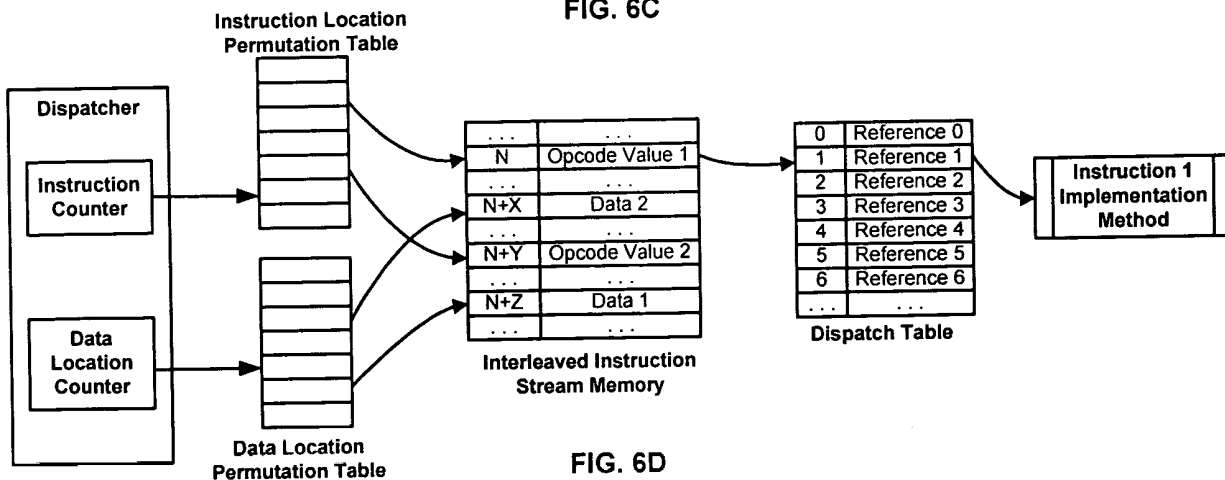 FIG. 6C
Instruction Location
Permutation Table
Dispatcher
Instruction
Counter
Data
Location
Counter
Data Location
Permutation Table
. . . . . .
N Opcode Value 1
. . . . . .
N+X Data 2
. . . . . .
N+Y Opcode Value 2
. . . . . .
N+Z Data 1
. . . . . .
Interleaved Instruction
Stream Memory
0 Reference 0
1 Reference 1
2 Reference 2
3 Reference 3
4 Reference 4
5 Reference 5
6 Reference 6
. . . . . .
Dispatch Table
Instruction 1
Implementation
Method
FIG. 6D